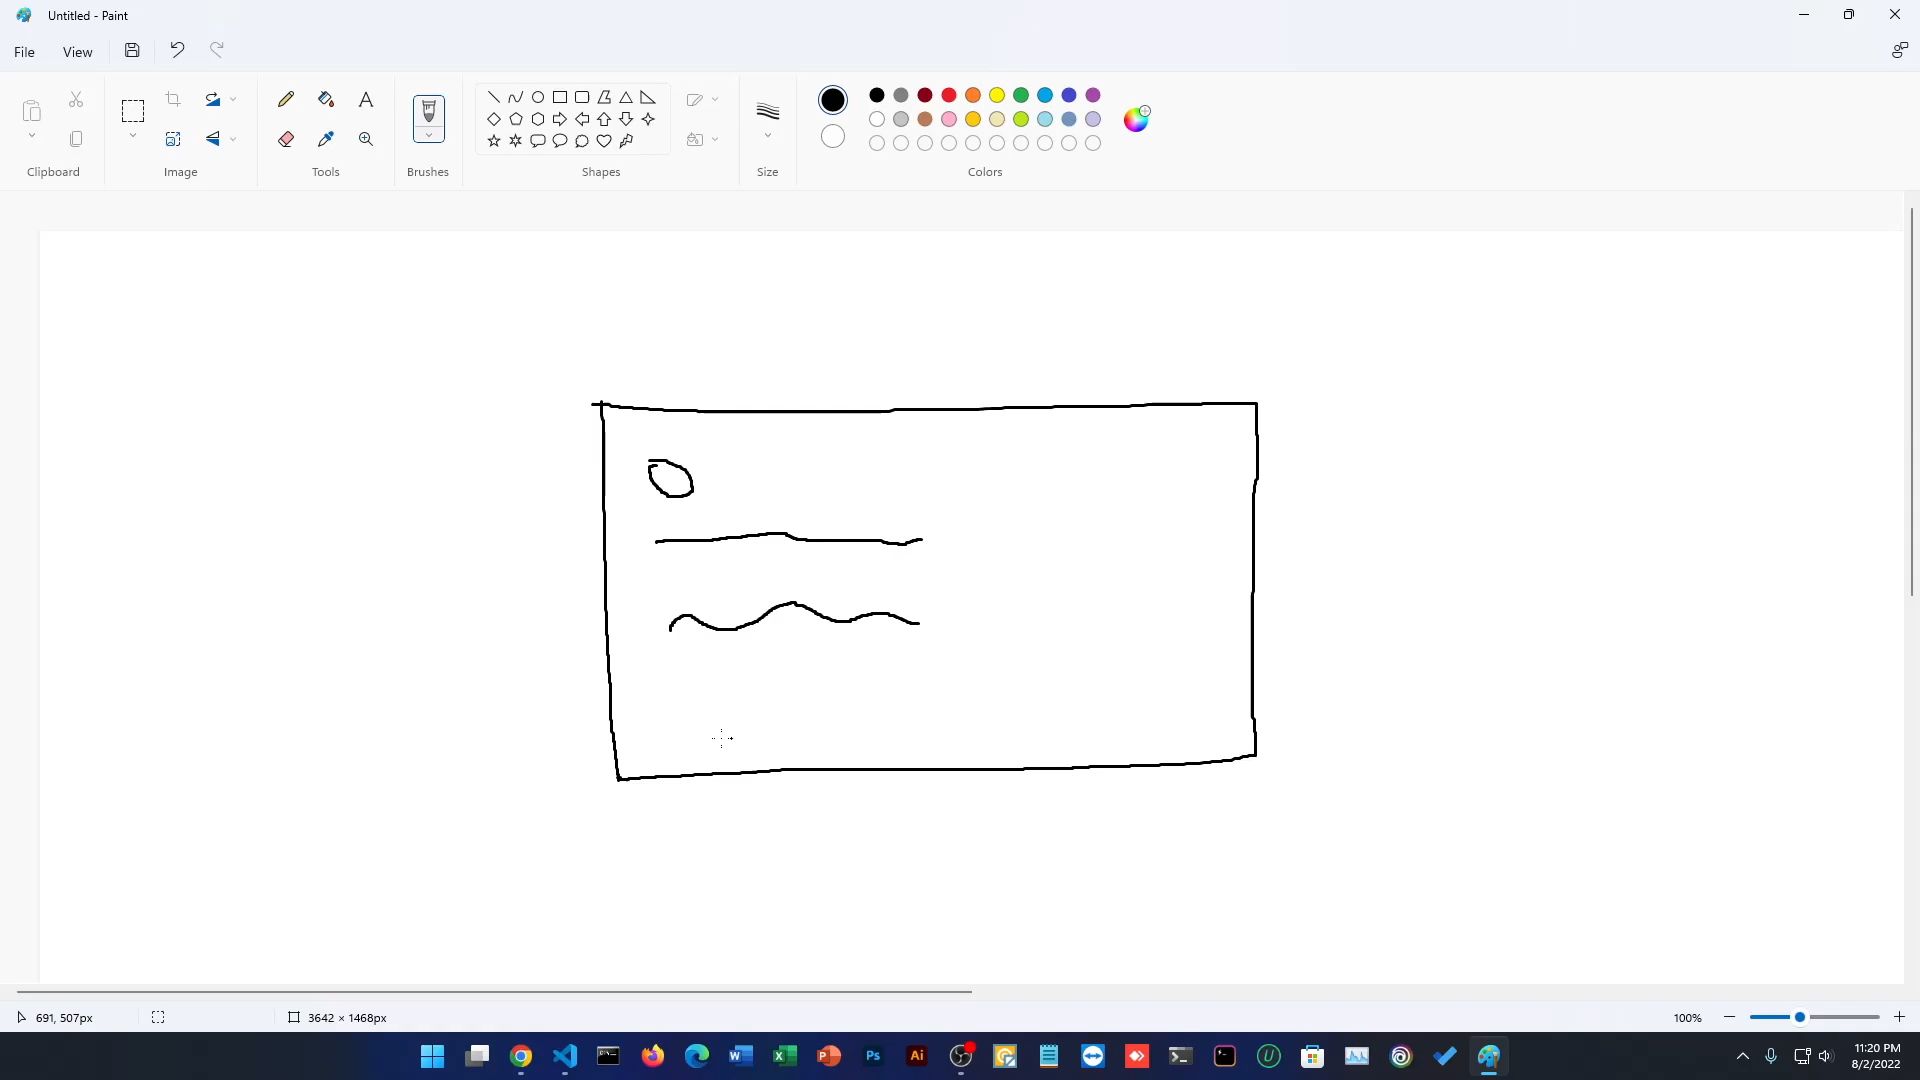 Untitled - Paint
File View
Clipboard Image Tools Brushes Shapes Size Colors
691, 507px 3642 × 1468px 100%
11:20 PM
8/2/2022